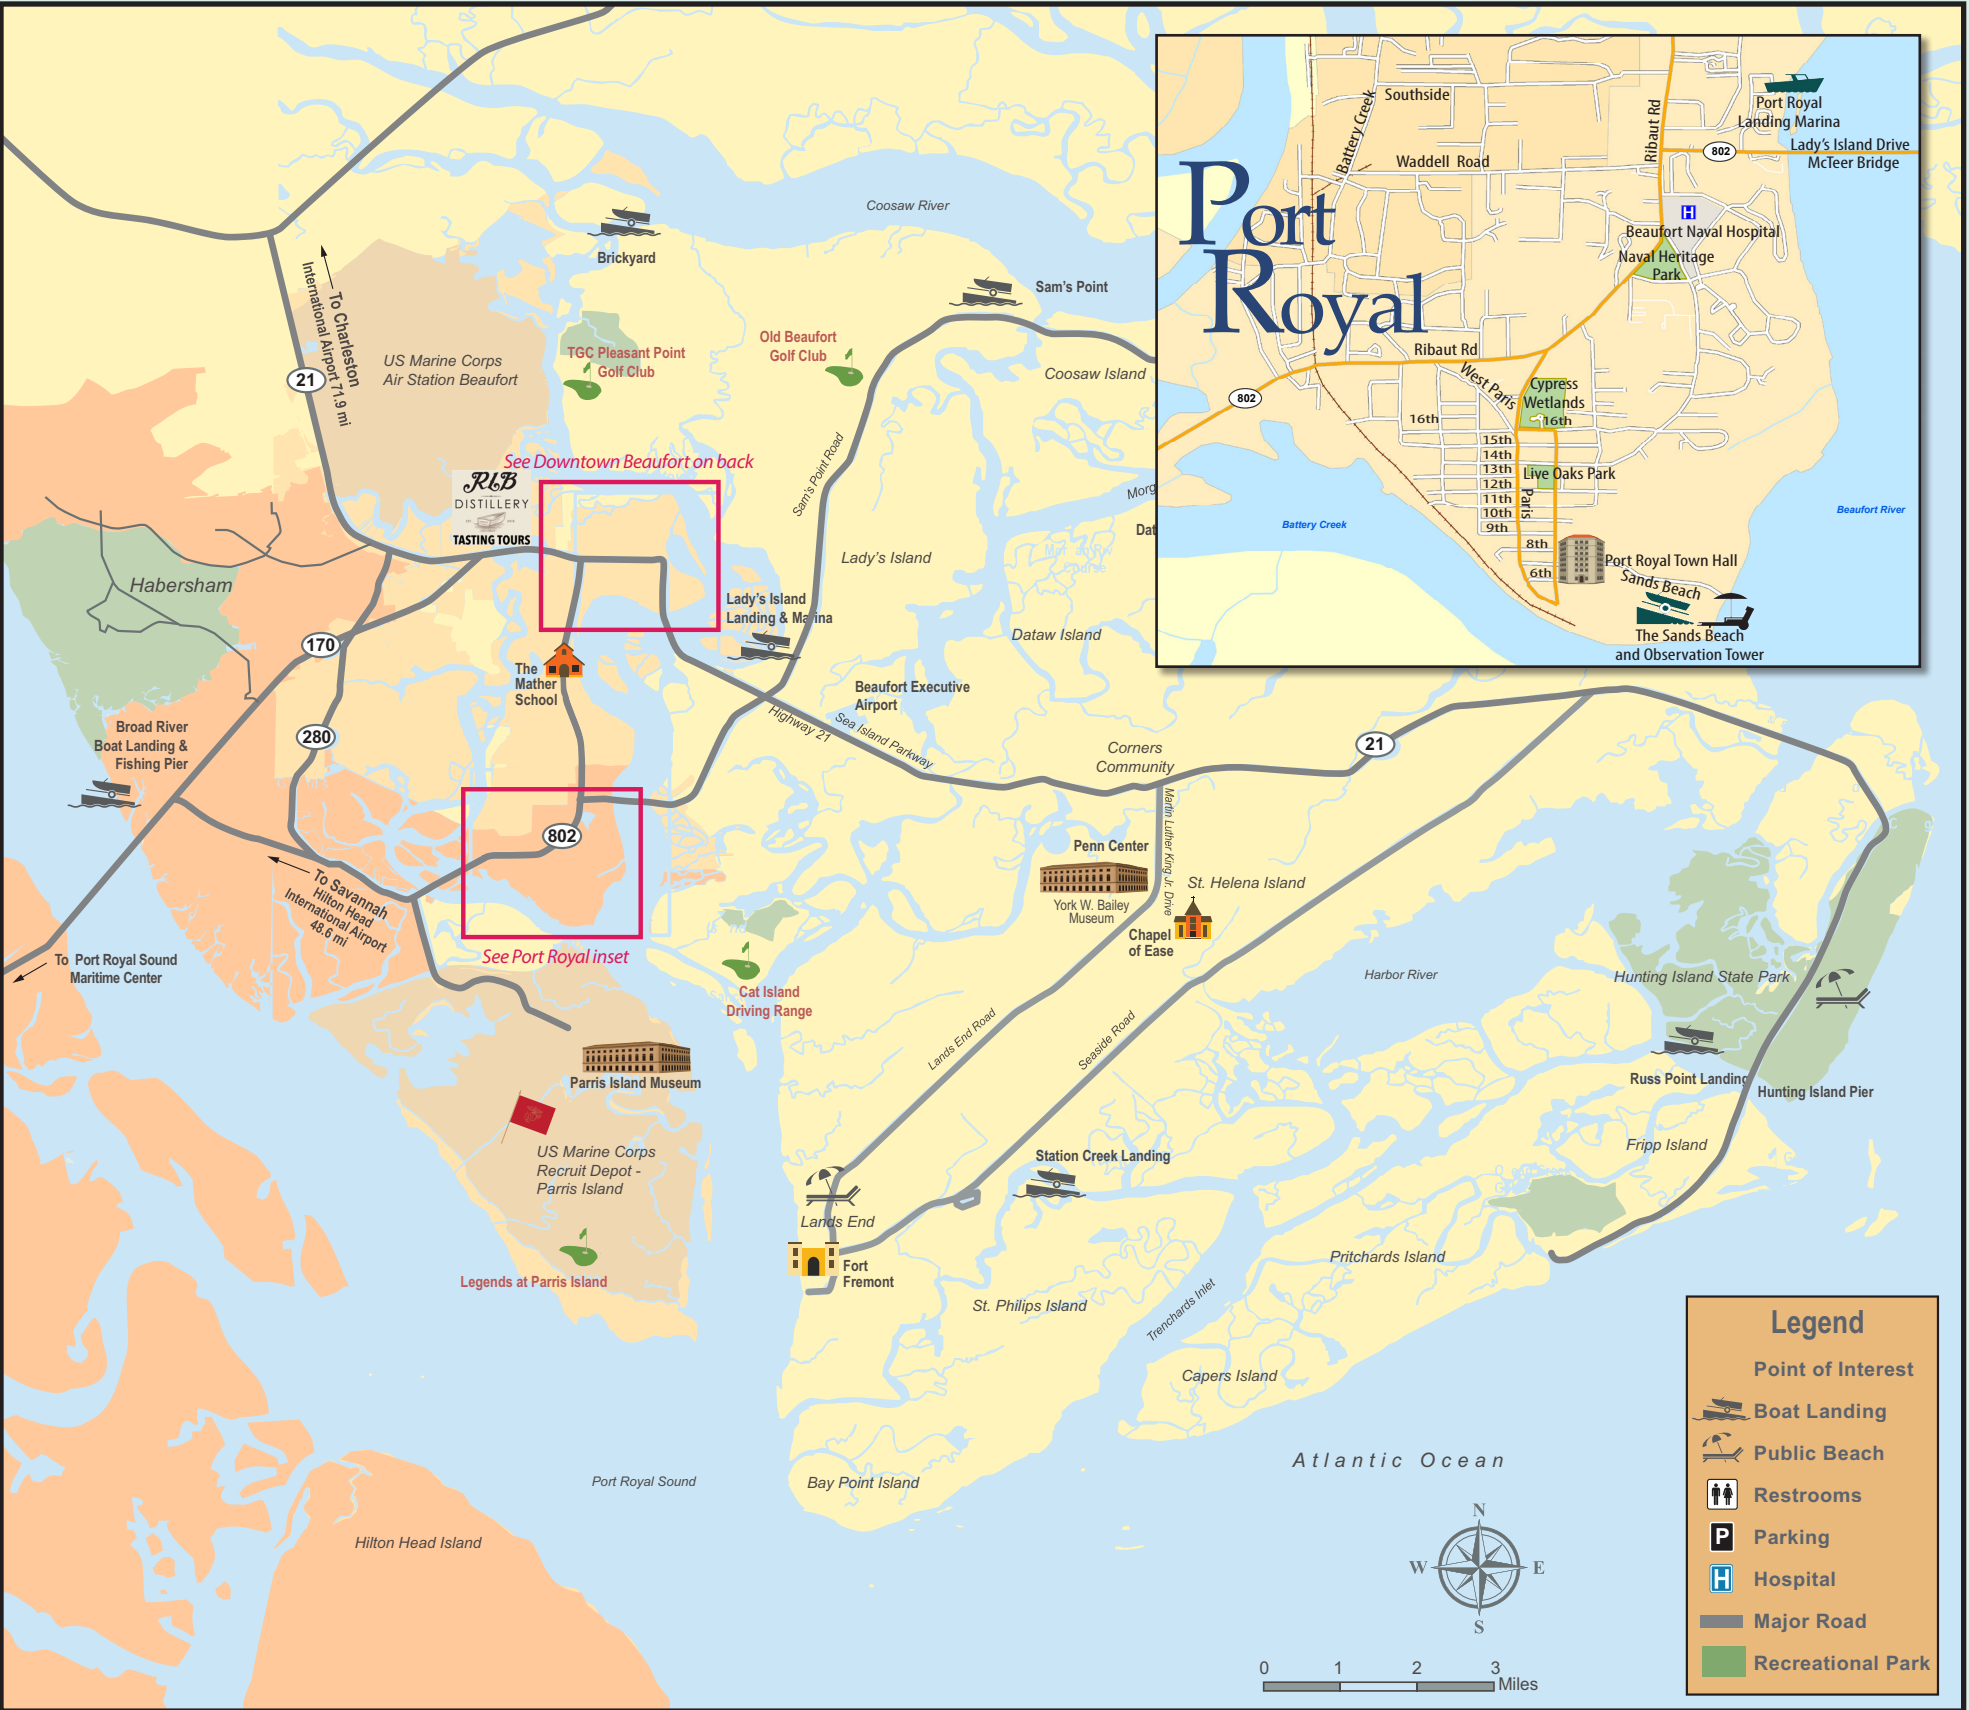 Coosaw River
Brickyard
Sam's Point
To Charleston
International Airport 71.9 mi
21
US Marine Corps
Air Station Beaufort
TGC Pleasant Point
Golf Club
Old Beaufort
Golf Club
Coosaw Island
Sam's Point Road
See Downtown Beaufort on back
RLB
DISTILLERY
TASTING TOURS
Morg
Dat
Lady's Island
Habersham
Lady's Island
Landing & Marina
Dataw Island
170
The
Mather
School
Beaufort Executive
Airport
Highway 21
Sea Island Parkway
Broad River
Boat Landing &
Fishing Pier
280
Corners
Community
21
802
Martin Luther King Jr. Drive
Penn Center
York W. Bailey
Museum
St. Helena Island
Chapel
of Ease
To Savannah
Hilton Head
International Airport
48.6 mi
See Port Royal inset
To Port Royal Sound
Maritime Center
Cat Island
Driving Range
Harbor River
Hunting Island State Park
Lands End Road
Seaside Road
Russ Point Landing
Hunting Island Pier
Parris Island Museum
US Marine Corps
Recruit Depot -
Parris Island
Station Creek Landing
Fripp Island
Lands End
Legends at Parris Island
Fort
Fremont
Pritchards Island
St. Philips Island
Trenchards Inlet
Capers Island
Port Royal Sound
Bay Point Island
Atlantic Ocean
Hilton Head Island
N
W
E
S
0 1 2 3
Miles
Port
Royal
Southside
Battery Creek
Ribaut Rd
Port Royal
Landing Marina
802
Lady's Island Drive
McTeer Bridge
Waddell Road
H
Beaufort Naval Hospital
Naval Heritage
Park
Ribaut Rd
West Paris
802
Cypress
Wetlands
16th
16th
15th
14th
13th
Live Oaks Park
12th
11th
Paris
10th
9th
8th
6th
Battery Creek
Beaufort River
Port Royal Town Hall
Sands Beach
The Sands Beach
and Observation Tower
Legend
Point of Interest
Boat Landing
Public Beach
Restrooms
P Parking
H Hospital
Major Road
Recreational Park